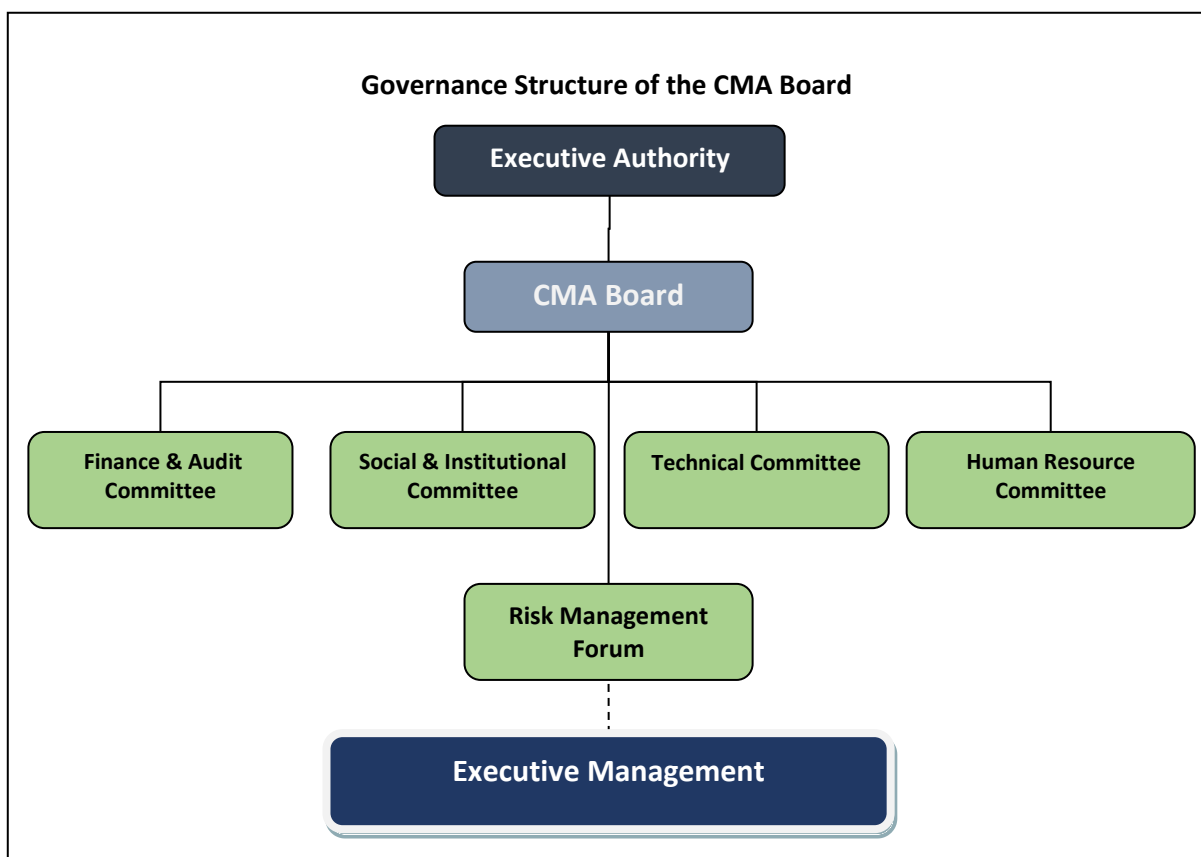 Governance Structure of the CMA Board
Executive Authority
CMA Board
Finance & Audit
Committee
Social & Institutional
Committee
Technical Committee
Human Resource
Committee
Risk Management
Forum
Executive Management